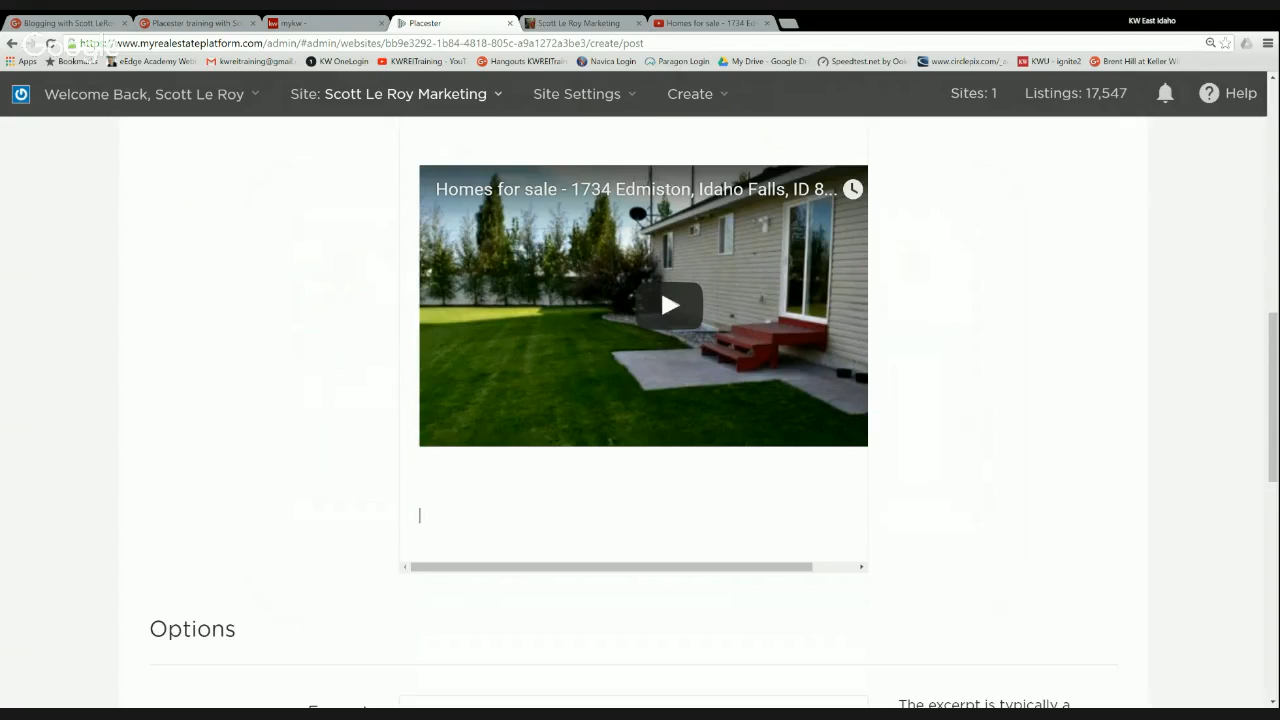 Blogging with Scott LeRo
Placester training with Sc
mykw -
Placester
Scott Le Roy Marketing
Homes for sale - 1734 Ed
KW East Idaho
https://www.myrealestateplatform.com/admin/#admin/websites/bb9e3292-1b84-4818-805c-a9a1272a3be3/create/post
Google
Apps
Bookmarks
eEdge Academy Web
kwreitraining@gmail
KW OneLogin
KWREITraining - YouT
Hangouts KWREITrain
Navica Login
Paragon Login
My Drive - Google Dr
Speedtest.net by Ook
www.circlepix.com/_
KWU - ignite2
Brent Hill at Keller Wil
Welcome Back, Scott Le Roy
Site: Scott Le Roy Marketing
Site Settings
Create
Sites: 1
Listings: 17,547
? Help
Homes for sale - 1734 Edmiston, Idaho Falls, ID 8...
Options
The excerpt is typically a